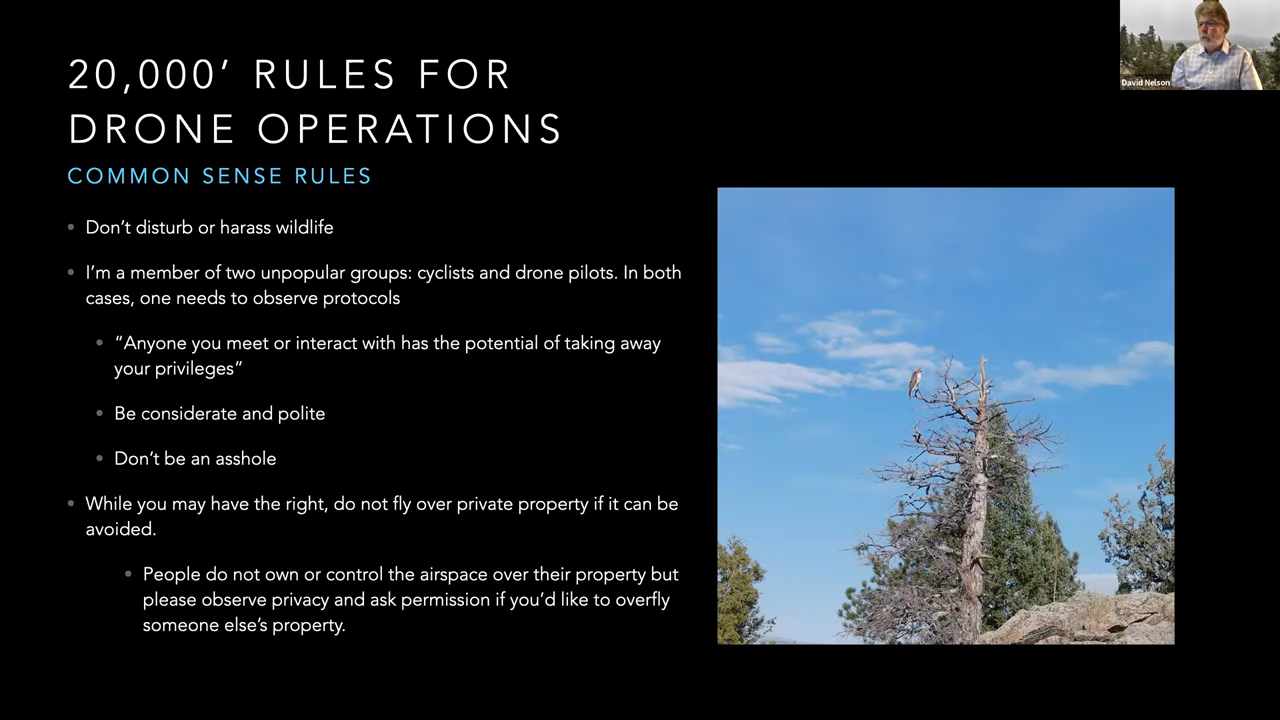 20,000’ RULES FOR
DRONE OPERATIONS
COMMON SENSE RULES
• Don’t disturb or harass wildlife
• I’m a member of two unpopular groups: cyclists and drone pilots. In both
cases, one needs to observe protocols
• “Anyone you meet or interact with has the potential of taking away
your privileges”
• Be considerate and polite
• Don’t be an asshole
• While you may have the right, do not fly over private property if it can be
avoided.
• People do not own or control the airspace over their property but
please observe privacy and ask permission if you’d like to overfly
someone else’s property.
David Nelson